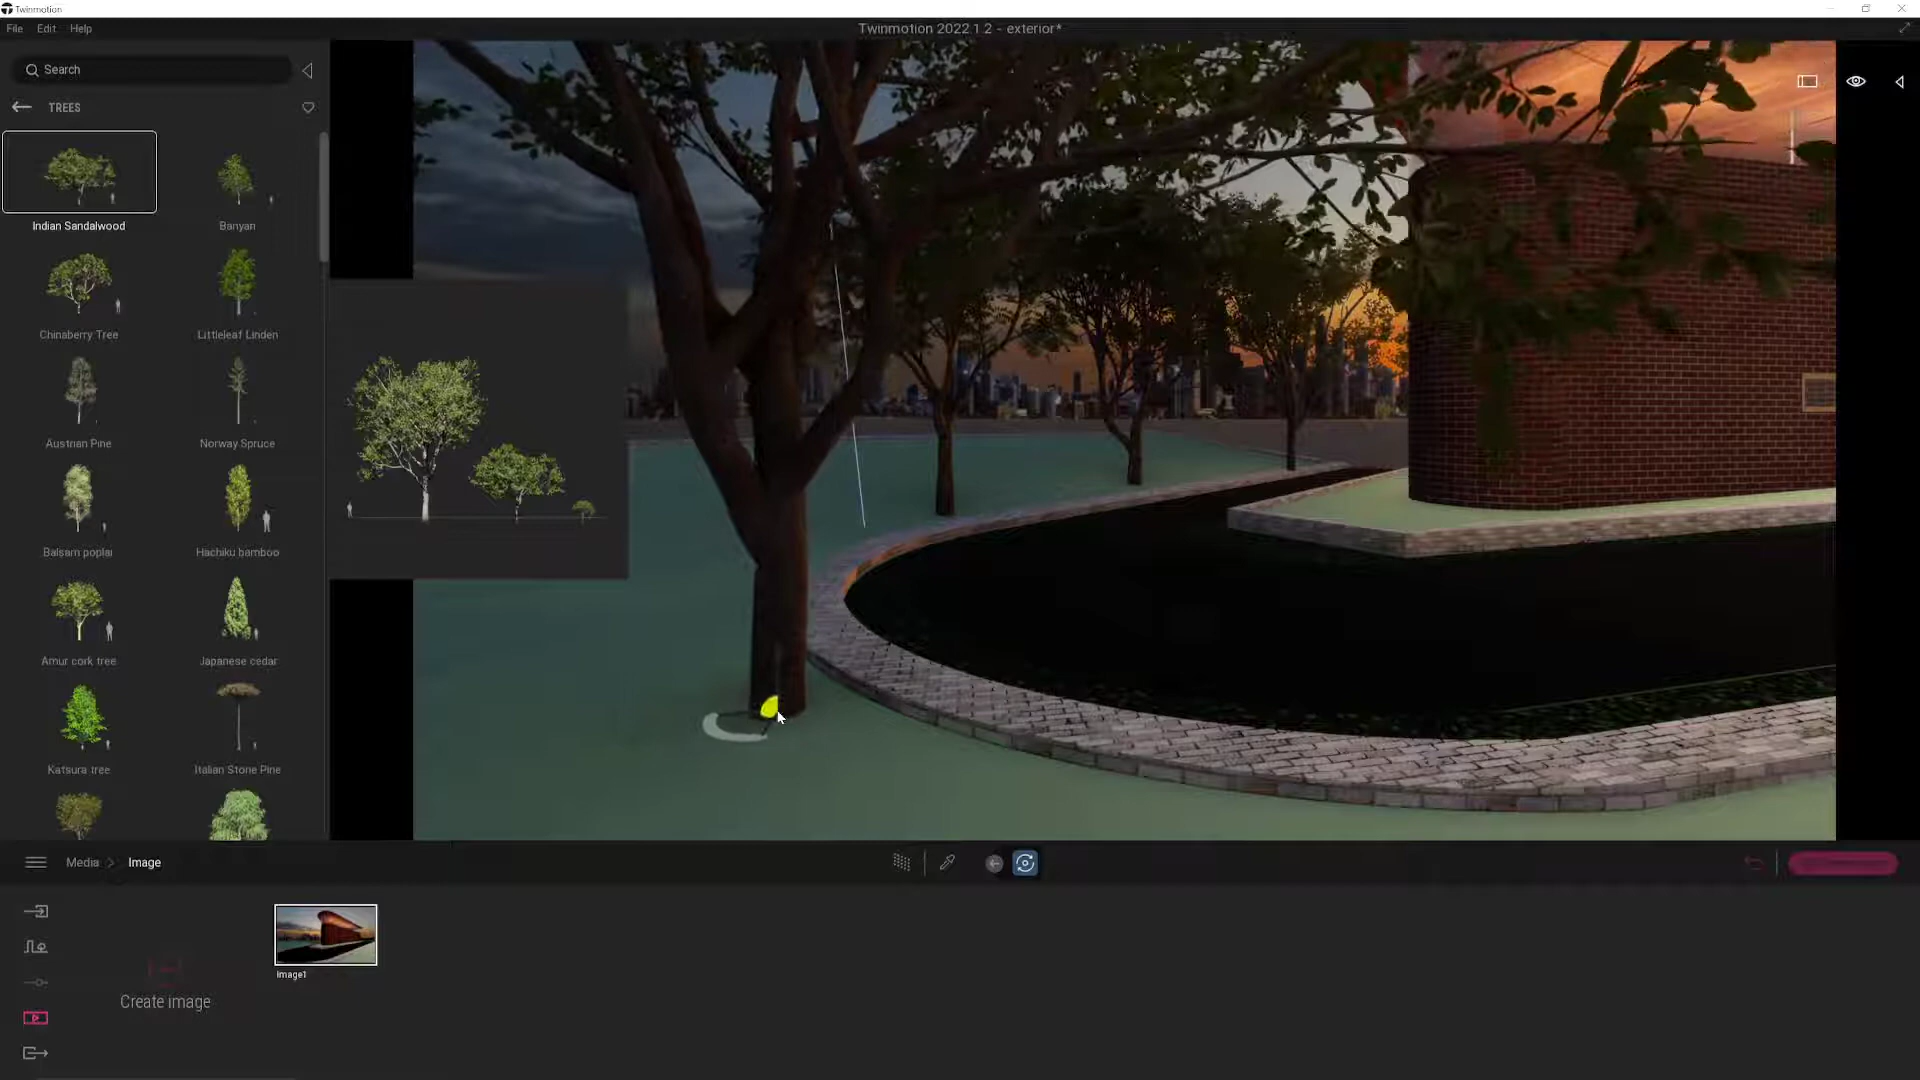 Twinmotion
File Edit Help
Twinmotion 2022.1.2 - exterior*
Search
TREES
Indian Sandalwood
Banyan
Chinaberry Tree
Littleleaf Linden
Austrian Pine
Norway Spruce
Balsam poplar
Hachiku bamboo
Amur cork tree
Japanese cedar
Katsura tree
Italian Stone Pine
Media > Image
Image1
Create image